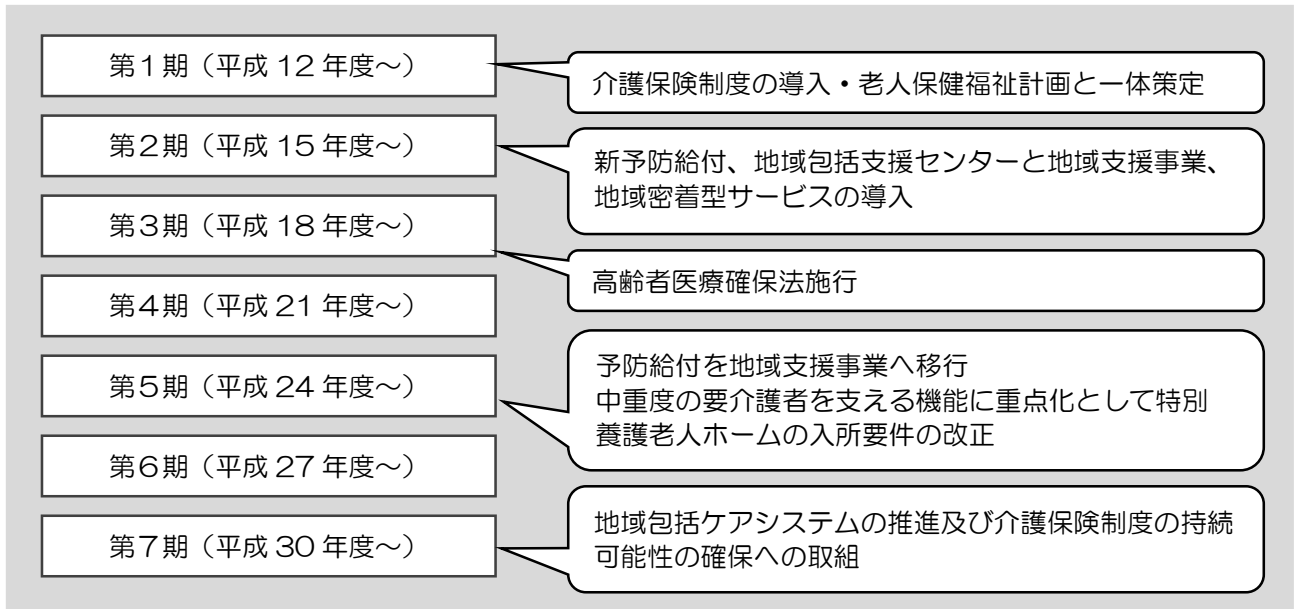 第1期（平成 12 年度～）
介護保険制度の導入・老人保健福祉計画と一体策定
第2期（平成 15 年度～）
新予防給付、地域包括支援センターと地域支援事業、
地域密着型サービスの導入
第3期（平成 18 年度～）
高齢者医療確保法施行
第4期（平成 21 年度～）
第5期（平成 24 年度～）
予防給付を地域支援事業へ移行
中重度の要介護者を支える機能に重点化として特別
養護老人ホームの入所要件の改正
第6期（平成 27 年度～）
第7期（平成 30 年度～）
地域包括ケアシステムの推進及び介護保険制度の持続
可能性の確保への取組